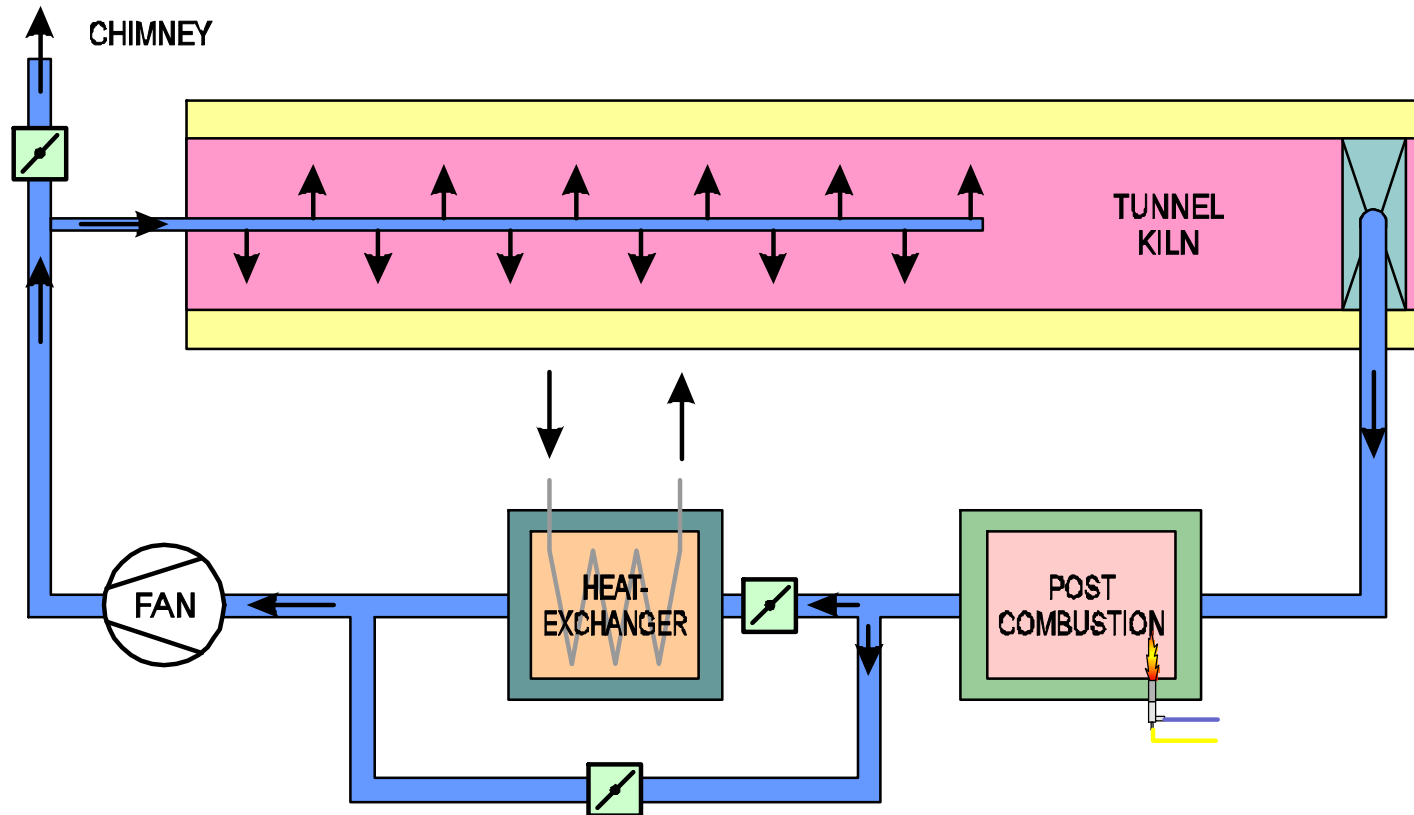 CHIMNEY
TUNNEL
KILN
FAN
HEAT-
EXCHANGER
POST
COMBUSTION